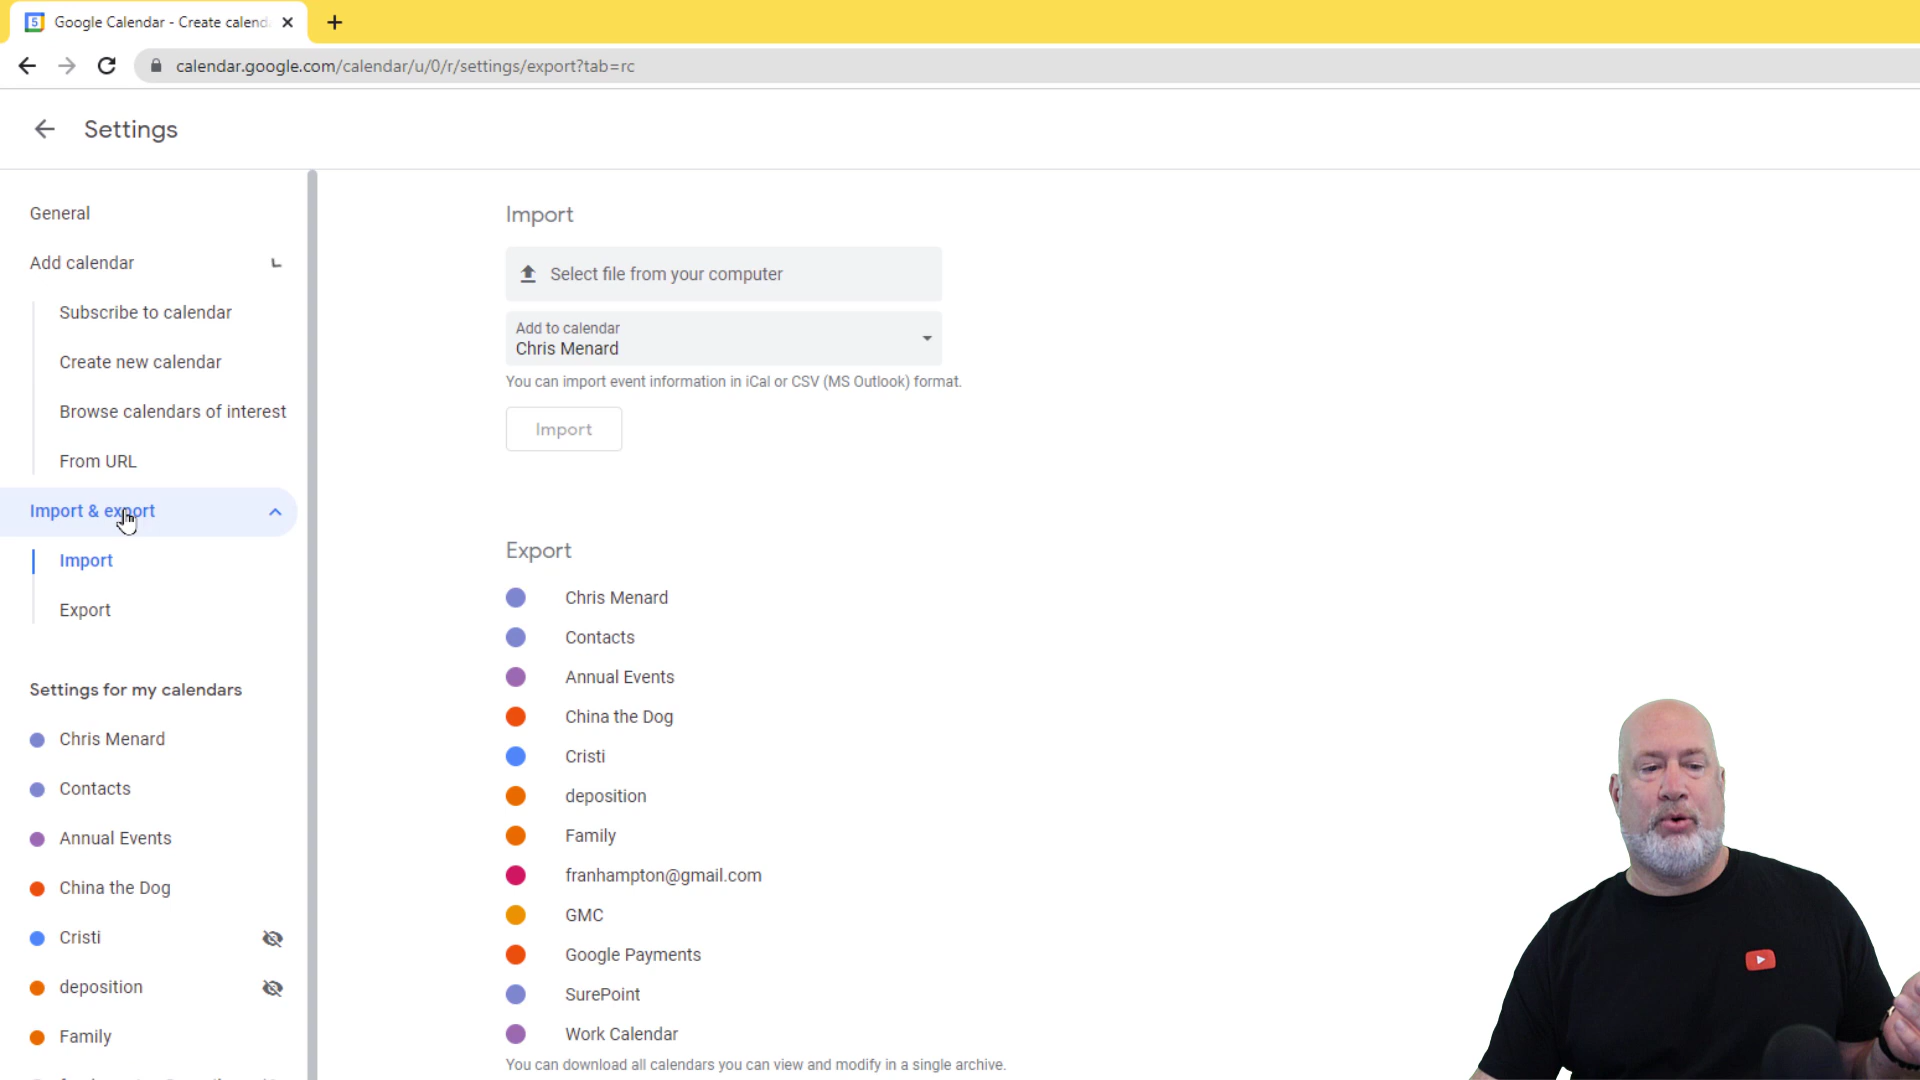 Google Calendar - Create calend
calendar.google.com/calendar/u/0/r/settings/export?tab=rc
Settings
General
Add calendar
Subscribe to calendar
Create new calendar
Browse calendars of interest
From URL
Import & export
Import
Export
Settings for my calendars
Chris Menard
Contacts
Annual Events
China the Dog
Cristi
deposition
Family
Import
Select file from your computer
Add to calendar
Chris Menard
You can import event information in iCal or CSV (MS Outlook) format.
Import
Export
Chris Menard
Contacts
Annual Events
China the Dog
Cristi
deposition
Family
franhampton@gmail.com
GMC
Google Payments
SurePoint
Work Calendar
You can download all calendars you can view and modify in a single archive.